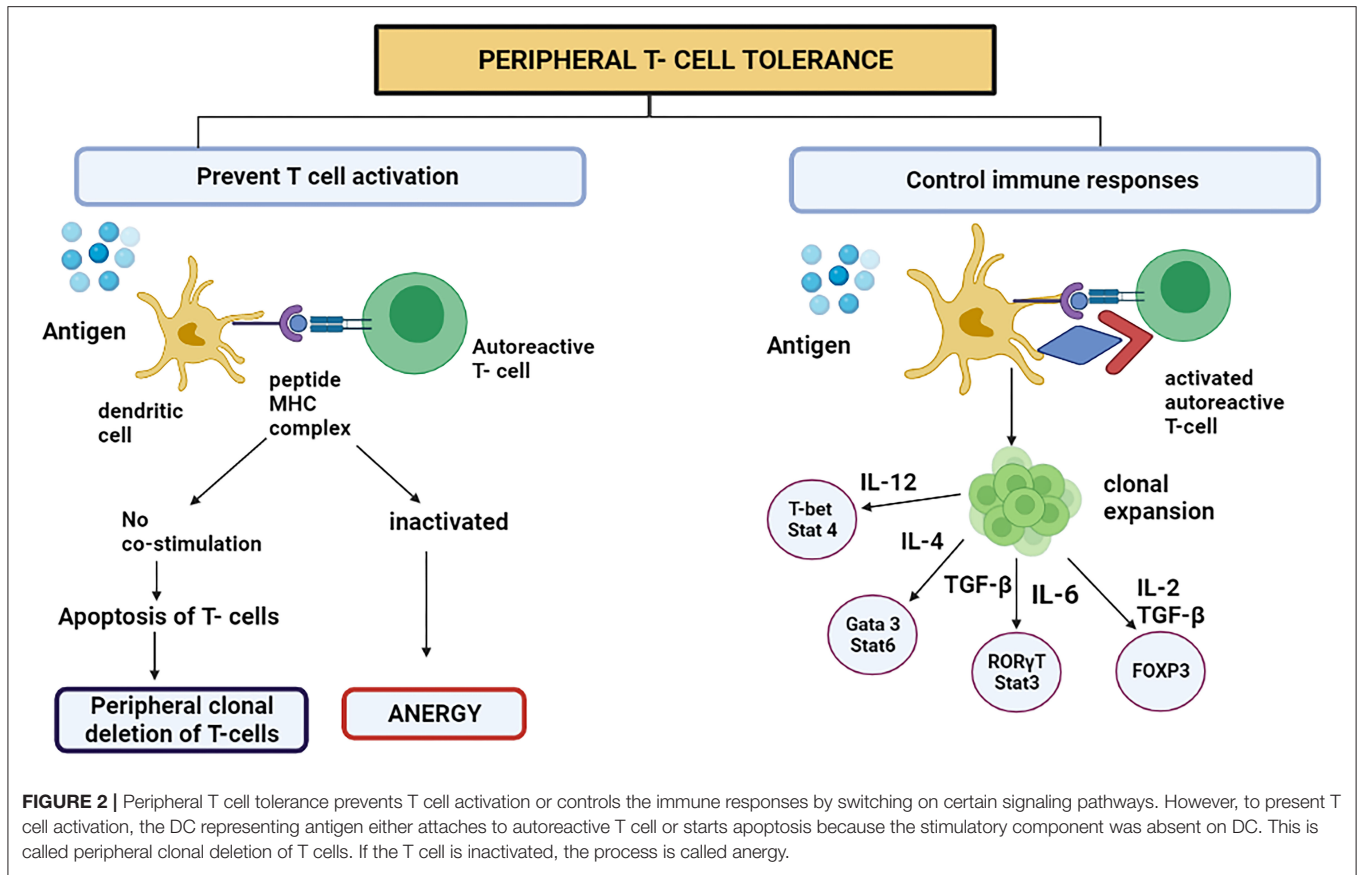 PERIPHERAL T- CELL TOLERANCE
Prevent T cell activation
Antigen
dendritic
cell
peptide
MHC
complex
Autoreactive
T- cell
No
co-stimulation
inactivated
Apoptosis of T- cells
Peripheral clonal
deletion of T-cells
ANERGY
Control immune responses
Antigen
activated
autoreactive
T-cell
clonal
expansion
IL-12
T-bet
Stat 4
IL-4
Gata 3
Stat6
TGF-β
IL-6
RORγT
Stat3
IL-2
TGF-β
FOXP3
FIGURE 2 | Peripheral T cell tolerance prevents T cell activation or controls the immune responses by switching on certain signaling pathways. However, to present T
cell activation, the DC representing antigen either attaches to autoreactive T cell or starts apoptosis because the stimulatory component was absent on DC. This is
called peripheral clonal deletion of T cells. If the T cell is inactivated, the process is called anergy.